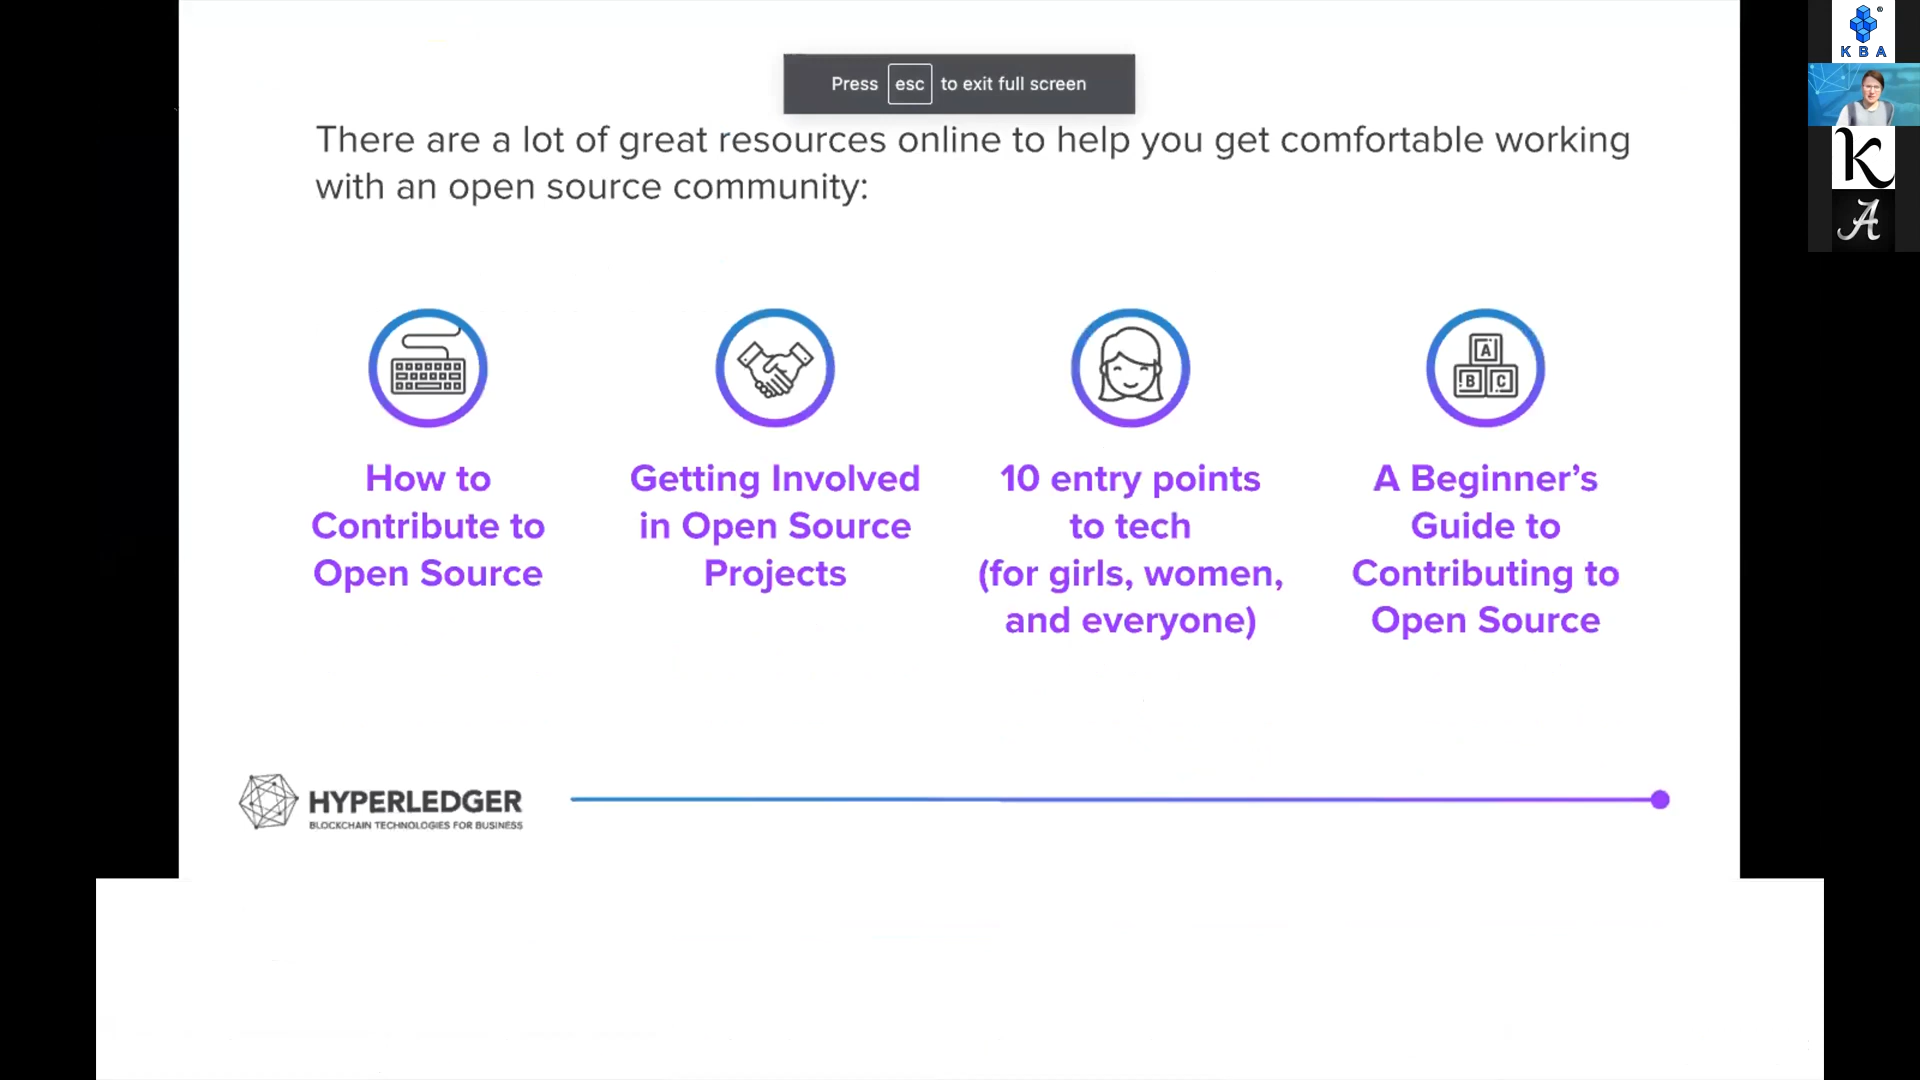 Press esc to exit full screen
There are a lot of great resources online to help you get comfortable working
with an open source community:
How to
Contribute to
Open Source
Getting Involved
in Open Source
Projects
10 entry points
to tech
(for girls, women,
and everyone)
A
B C
A Beginner's
Guide to
Contributing to
Open Source
HYPERLEDGER
BLOCKCHAIN TECHNOLOGIES FOR BUSINESS
®
KBA
K
A